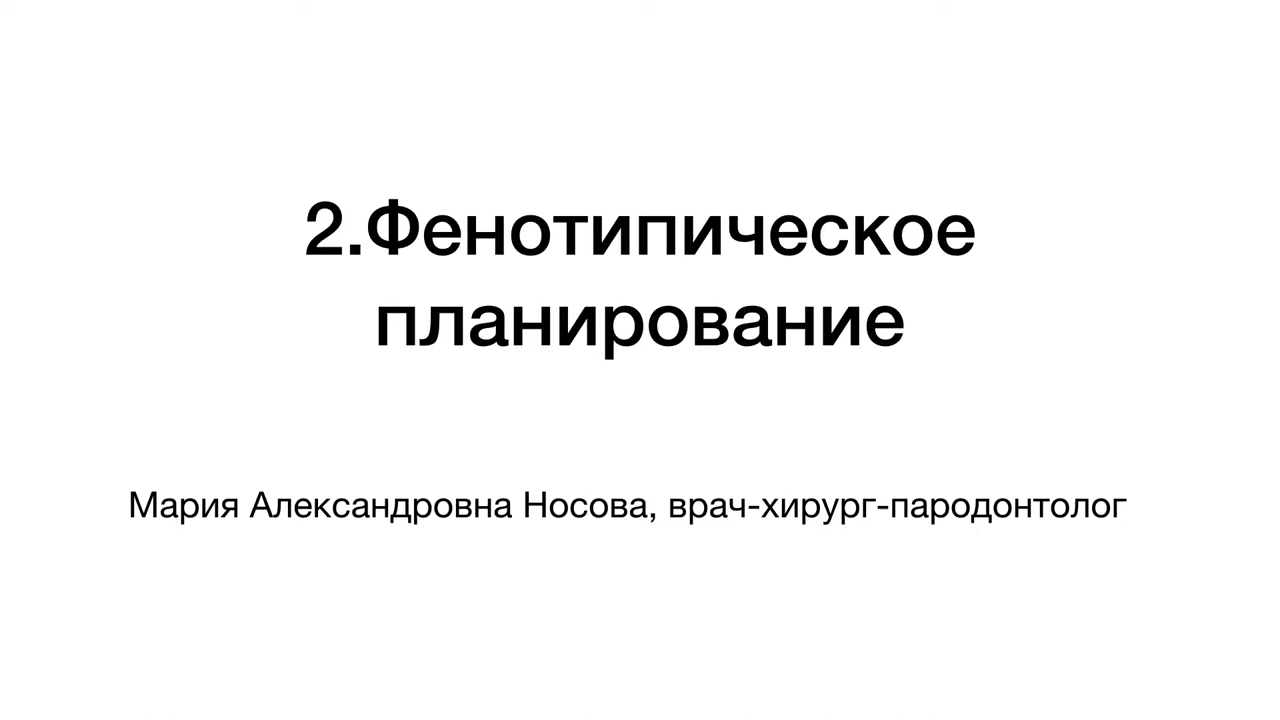 2.Фенотипическое
планирование
Мария Александровна Носова, врач-хирург-пародонтолог